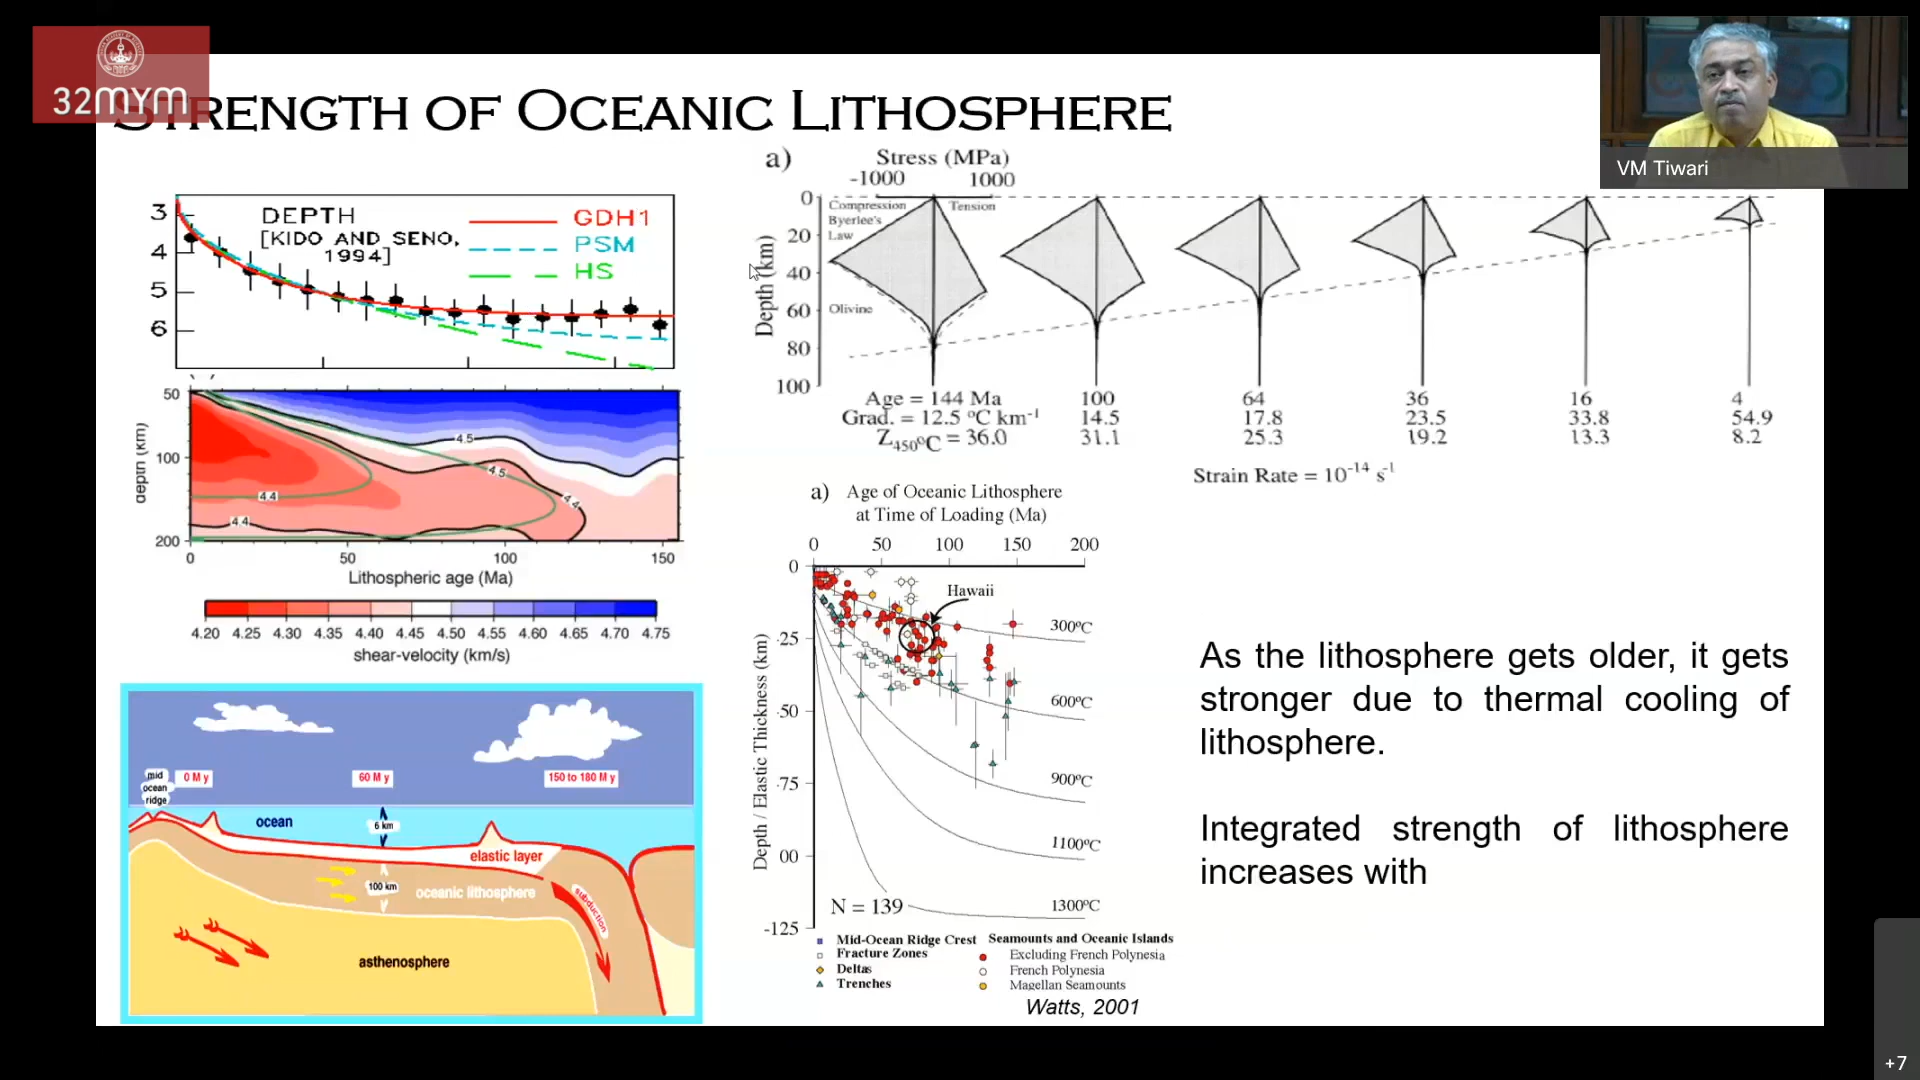 32mym
STRENGTH OF OCEANIC LITHOSPHERE
VM Tiwari
DEPTH
[KIDO AND SENO,
1994]
GDH1
PSM
HS
3
4
5
6
50
100
200
depth (km)
4.5
4.5
4.4
4.4
4.4
0 50 100 150
Lithospheric age (Ma)
4.20 4.25 4.30 4.35 4.40 4.45 4.50 4.55 4.60 4.65 4.70 4.75
shear-velocity (km/s)
mid
ocean
ridge
0 M y
60 M y
150 to 180 M y
ocean
6 km
elastic layer
100 km
oceanic lithosphere
subduction
asthenosphere
a) Stress (MPa)
-1000 1000
Compression Tension
Byerlee's
Law
Olivine
0
20
40
60
80
100
Depth (km)
Age = 144 Ma 100 64 36 16 4
Grad. = 12.5 ºC km-1 14.5 17.8 23.5 33.8 54.9
Z450ºC = 36.0 31.1 25.3 19.2 13.3 8.2
Strain Rate = 10-14 s-1
a) Age of Oceanic Lithosphere
at Time of Loading (Ma)
0 50 100 150 200
0
25
50
75
00
-125
Depth / Elastic Thickness (km)
Hawaii
300ºC
600ºC
900ºC
1100ºC
1300ºC
N = 139
Mid-Ocean Ridge Crest
Fracture Zones
Deltas
Trenches
Seamounts and Oceanic Islands
Excluding French Polynesia
French Polynesia
Magellan Seamounts
Watts, 2001
As the lithosphere gets older, it gets
stronger due to thermal cooling of
lithosphere.
Integrated strength of lithosphere
increases with
+7